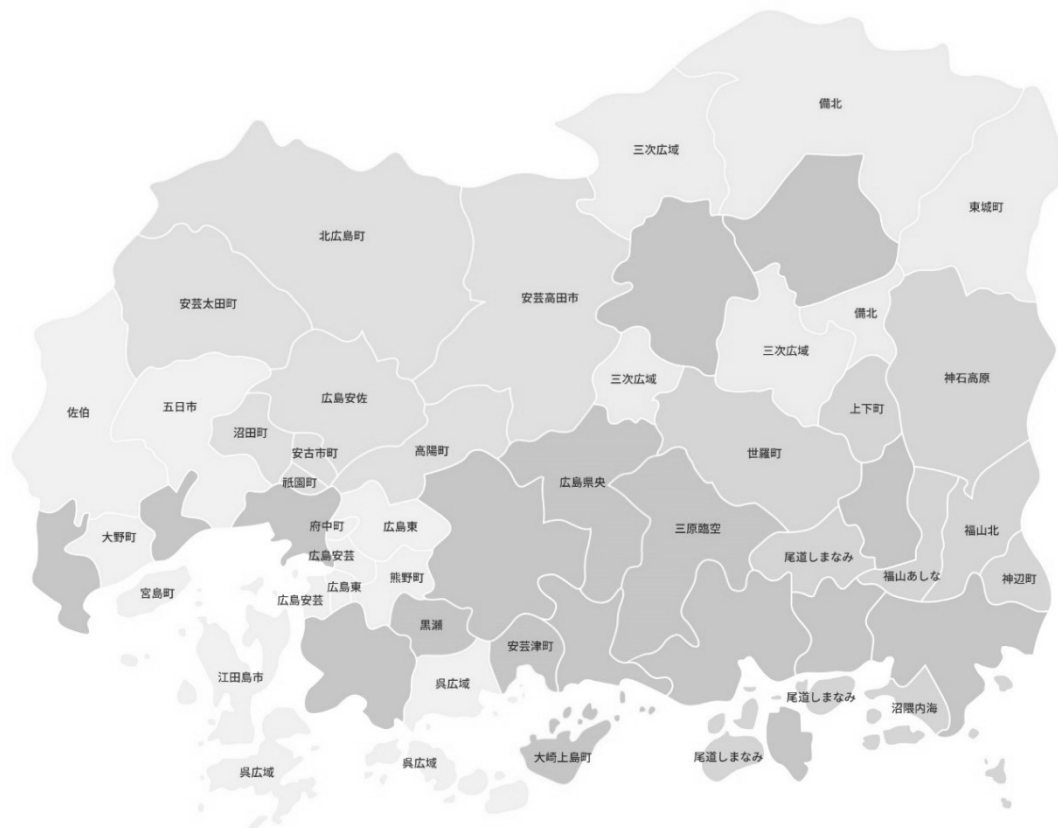 備北
三次広域
東城町
北広島町
安芸太田町
安芸高田市
備北
三次広域
三次広域
神石高原
佐伯
五日市
広島安佐
上下町
沼田町
安古市町
高陽町
世羅町
祇園町
広島県央
府中町
広島東
三原臨空
福山北
大野町
広島安芸
尾道しまなみ
熊野町
福山あしな
神辺町
宮島町
広島安芸
広島東
黒瀬
安芸津町
江田島市
呉広域
尾道しまなみ
沼隈内海
呉広域
呉広域
大崎上島町
尾道しまなみ